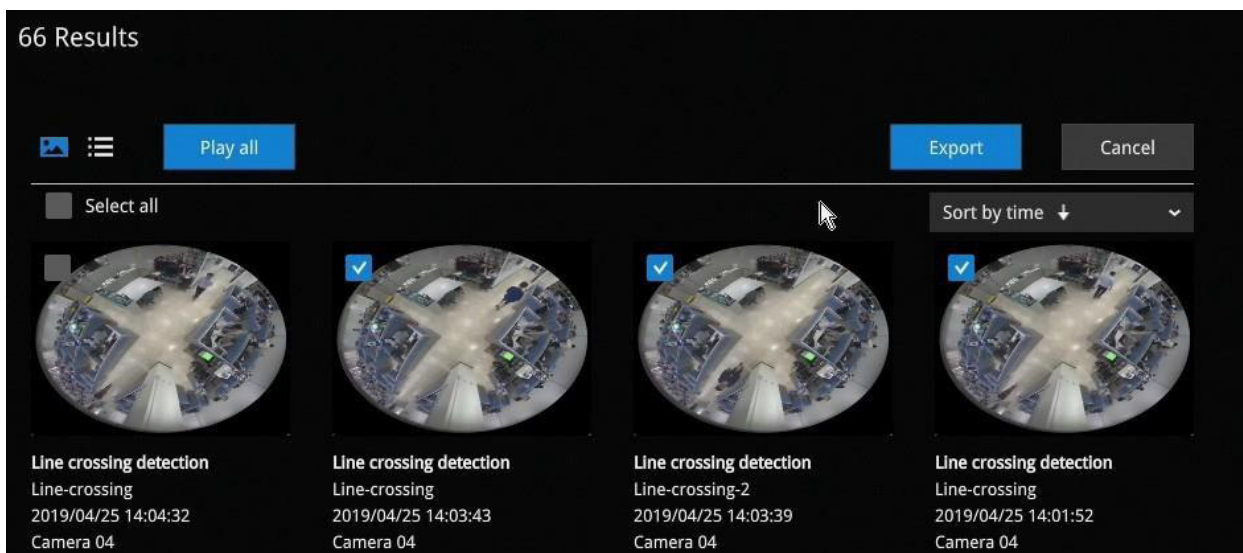 66 Results
Play all
Export
Cancel
Select all
Sort by time
Line crossing detection
Line-crossing
2019/04/25 14:04:32
Camera 04
Line crossing detection
Line-crossing
2019/04/25 14:03:43
Camera 04
Line crossing detection
Line-crossing-2
2019/04/25 14:03:39
Camera 04
Line crossing detection
Line-crossing
2019/04/25 14:01:52
Camera 04